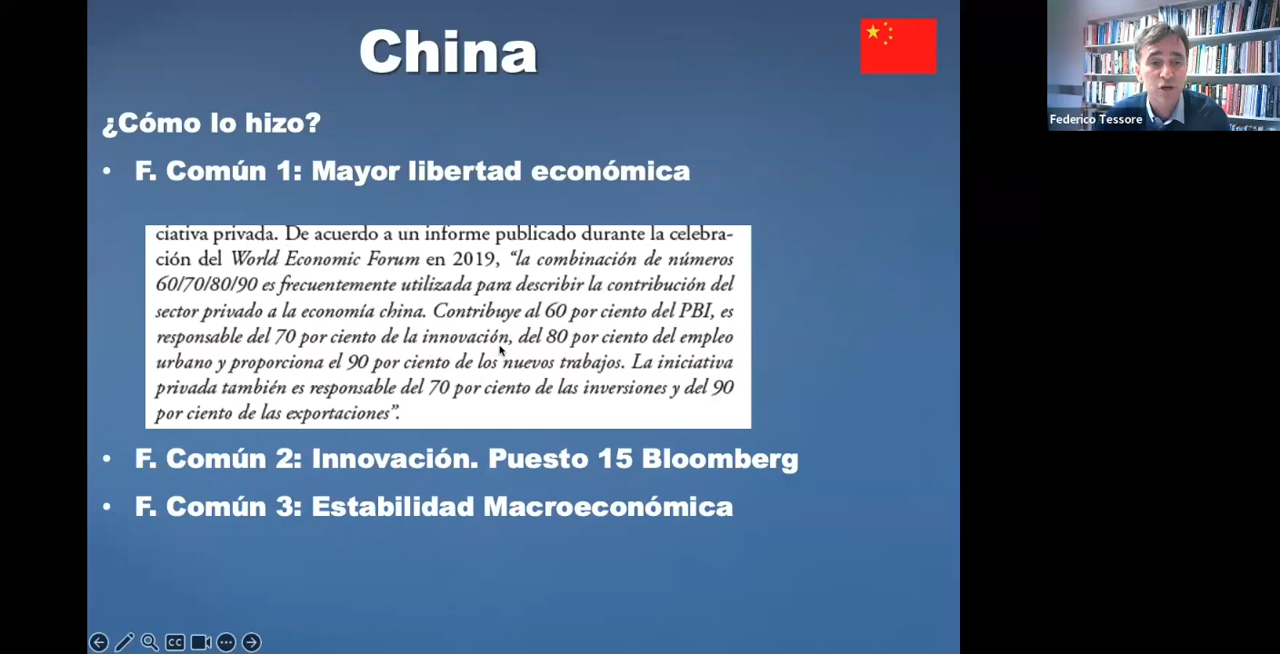 China
¿Cómo lo hizo?
• F. Común 1: Mayor libertad económica
ciativa privada. De acuerdo a un informe publicado durante la celebra-
ción del World Economic Forum en 2019, “la combinación de números
60/70/80/90 es frecuentemente utilizada para describir la contribución del
sector privado a la economía china. Contribuye al 60 por ciento del PBI, es
responsable del 70 por ciento de la innovación, del 80 por ciento del empleo
urbano y proporciona el 90 por ciento de los nuevos trabajos. La iniciativa
privada también es responsable del 70 por ciento de las inversiones y del 90
por ciento de las exportaciones”.
• F. Común 2: Innovación. Puesto 15 Bloomberg
• F. Común 3: Estabilidad Macroeconómica
CC
Federico Tessore